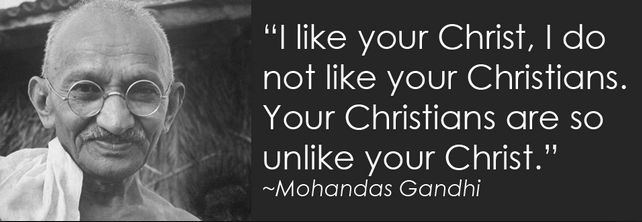 “I like your Christ, I do
not like your Christians.
Your Christians are so
unlike your Christ.”
~Mohandas Gandhi